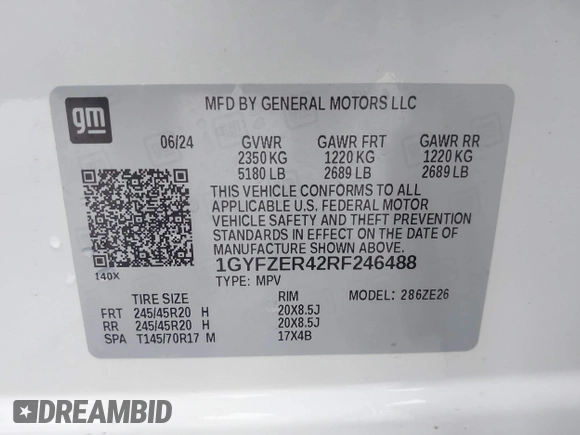 gm
MFD BY GENERAL MOTORS LLC
06/24 GVWR GAWR FRT GAWR RR
2350 KG 1220 KG 1220 KG
5180 LB 2689 LB 2689 LB
THIS VEHICLE CONFORMS TO ALL
APPLICABLE U.S. FEDERAL MOTOR
VEHICLE SAFETY AND THEFT PREVENTION
STANDARDS IN EFFECT ON THE DATE OF
MANUFACTURE SHOWN ABOVE.
140X 1GYFZER42RF246488
TYPE: MPV
TIRE SIZE RIM MODEL: 286ZE26
FRT 245/45R20 H 20X8.5J
RR 245/45R20 H 20X8.5J
SPA T145/70R17 M 17X4B
DREAMBID